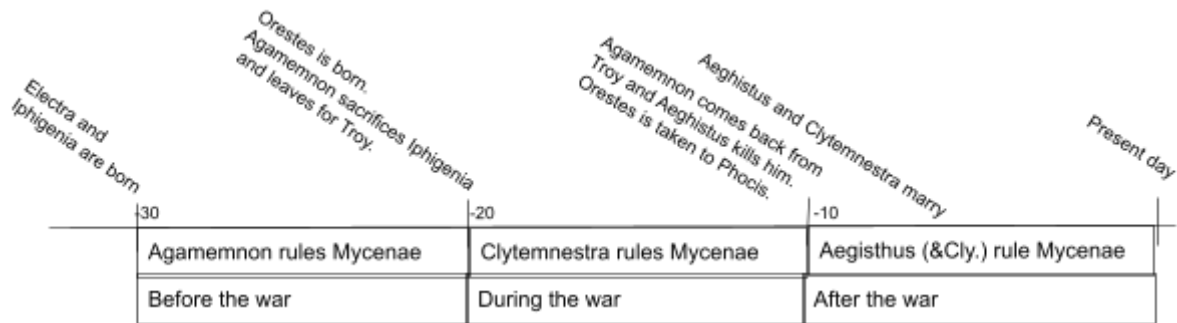 Electra and
Iphigenia are born
Orestes is born.
Agamemnon sacrifices Iphigenia
and leaves for Troy.
Agamemnon comes back from
Troy and Aeghistus kills him.
Orestes is taken to Phocis.
Aeghistus and Clytemnestra marry
Present day
-30
-20
-10
Agamemnon rules Mycenae
Clytemnestra rules Mycenae
Aegisthus (&Cly.) rule Mycenae
Before the war
During the war
After the war